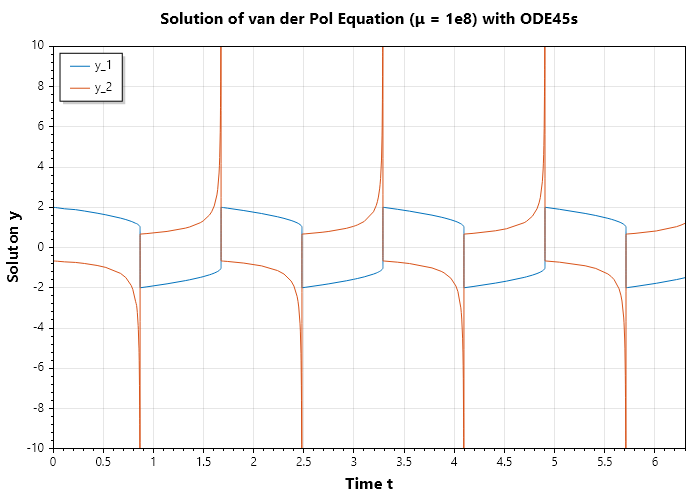 Solution of van der Pol Equation (μ = 1e8) with ODE45s
y_1
y_2
10
8
6
4
2
0
-2
-4
-6
-8
-10
Soluton y
0 0.5 1 1.5 2 2.5 3 3.5 4 4.5 5 5.5 6
Time t